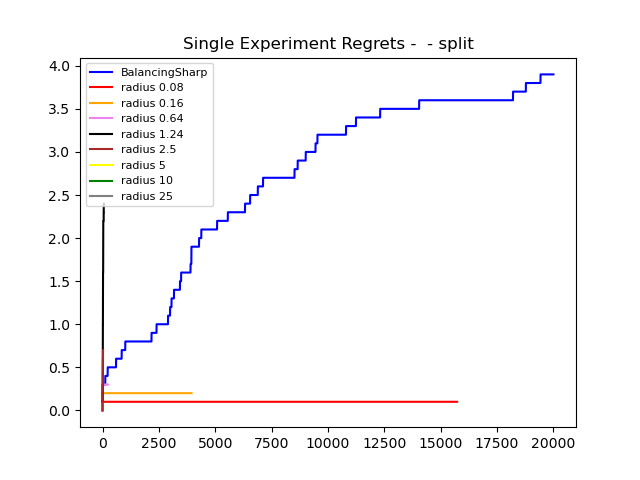 Single Experiment Regrets -  - split
BalancingSharp
radius 0.08
radius 0.16
radius 0.64
radius 1.24
radius 2.5
radius 5
radius 10
radius 25
4.0
3.5
3.0
2.5
2.0
1.5
1.0
0.5
0.0
0 2500 5000 7500 10000 12500 15000 17500 20000